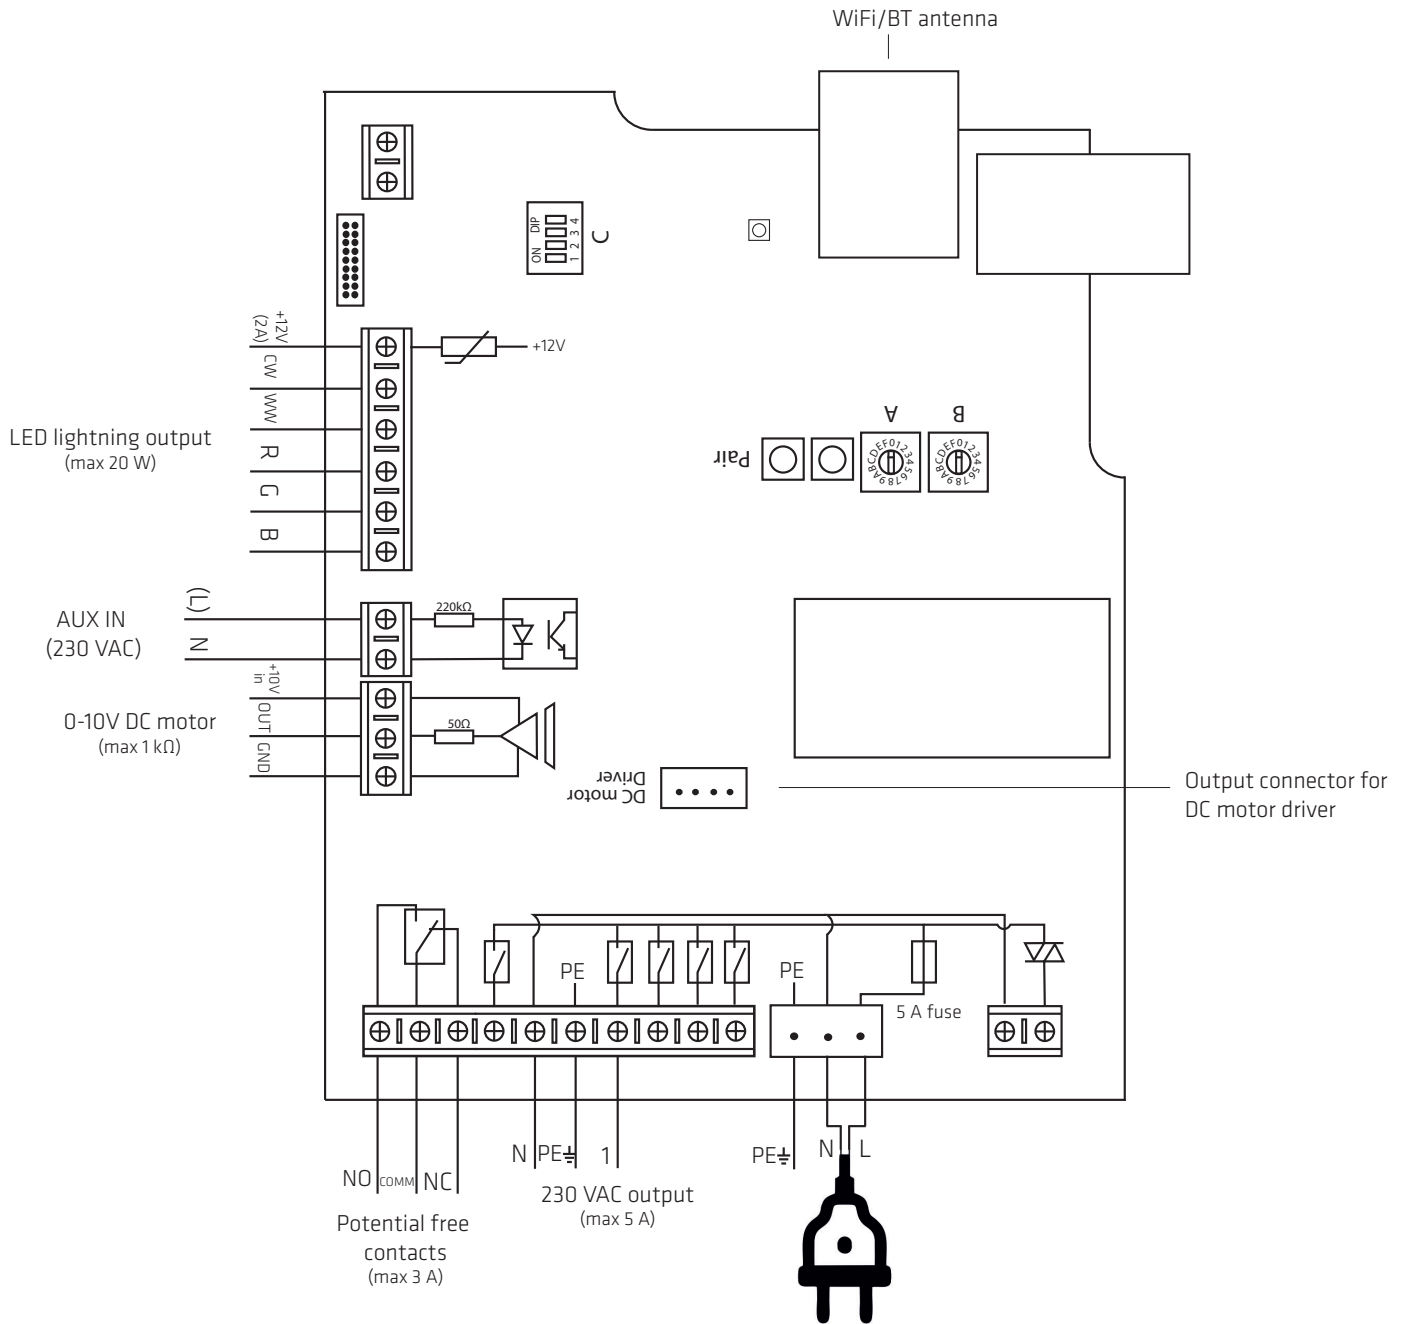 WiFi/BT antenna
ON DIP
1 2 3 4
C
+12V
(2A)
+12V
CW
WW
R
G
B
LED lightning output
(max 20 W)
A
B
Pair
0123456789ABCDEF
0123456789ABCDEF
AUX IN
(230 VAC)
(L)
N
220kΩ
+10V
in
OUT
GND
0-10V DC motor
(max 1 kΩ)
50Ω
DC motor
Driver
Output connector for
DC motor driver
PE
PE
5 A fuse
NO
COMM
NC
Potential free
contacts
(max 3 A)
N
PE
1
230 VAC output
(max 5 A)
PE
N
L